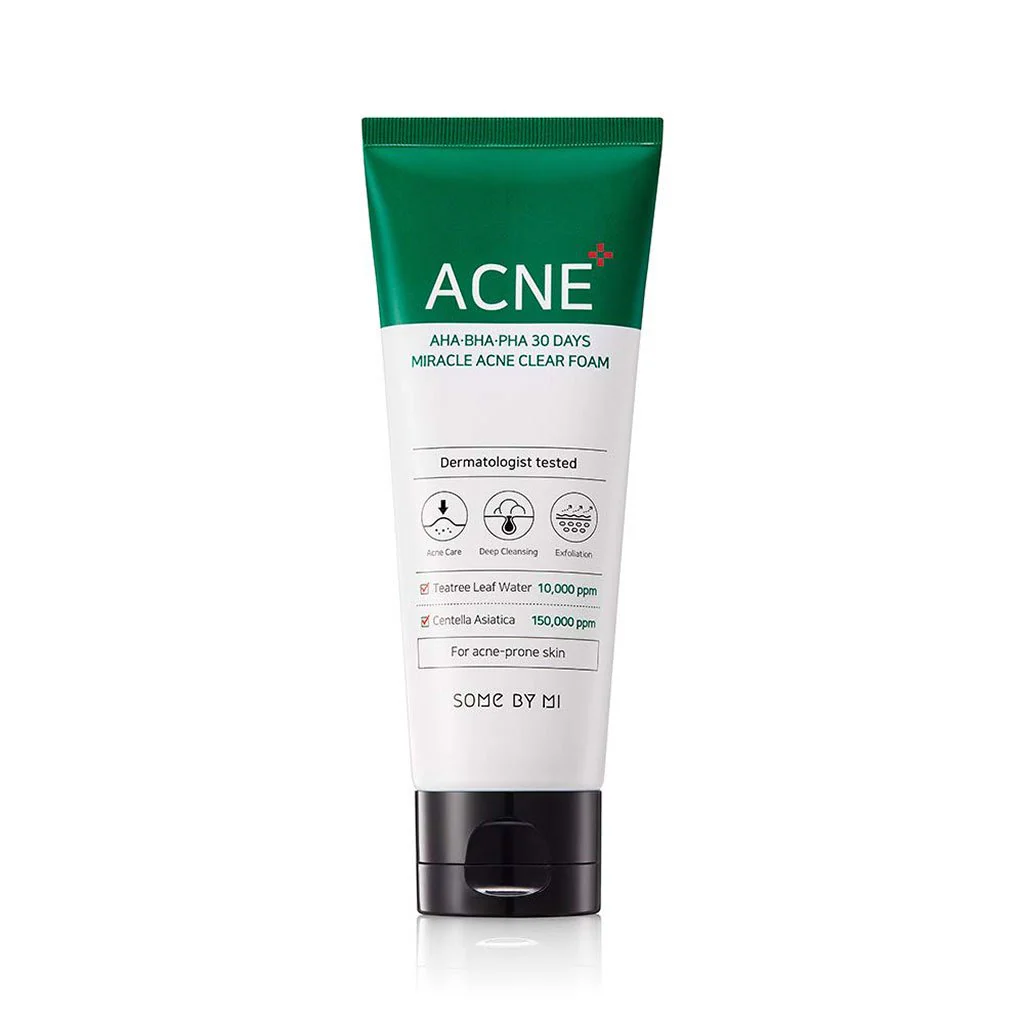 ACNE
AHA·BHA·PHA 30 DAYS
MIRACLE ACNE CLEAR FOAM
Dermatologist tested
Acne Care Deep Cleansing Exfoliation
Teatree Leaf Water 10,000 ppm
Centella Asiatica 150,000 ppm
For acne-prone skin
SOME BY MI